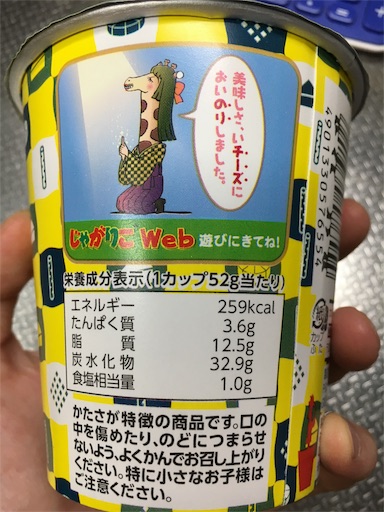 美味しさ、いチーズに
おいのりしました。
じゃがりこWeb 遊びにきてね!
栄養成分表示(1カップ52g当たり)
エネルギー 259kcal
たんぱく質 3.6g
脂質 12.5g
炭水化物 32.9g
食塩相当量 1.0g
かたさが特徴の商品です。口の
中を傷めたり、のどにつまらせ
ないよう、よくかんでお召し上がり
ください。特に小さなお子様は
ご注意ください。
4901330565541